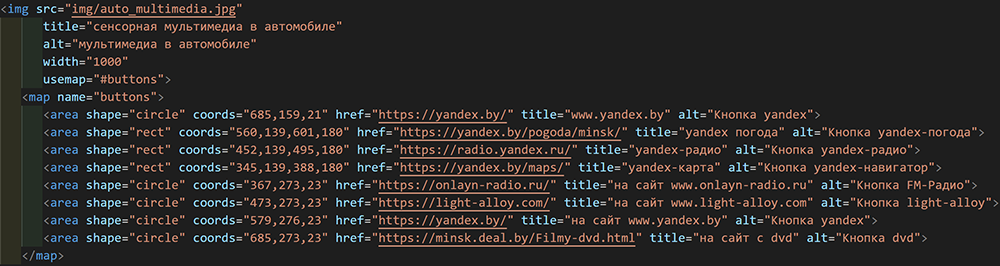 <img src="img/auto_multimedia.jpg"
title="сенсорная мультимедиа в автомобиле"
alt="мультимедиа в автомобиле"
width="1000"
usemap="#buttons">
<map name="buttons">
<area shape="circle" coords="685,159,21" href="https://yandex.by/" title="www.yandex.by" alt="Кнопка yandex">
<area shape="rect" coords="560,139,601,180" href="https://yandex.by/pogoda/minsk/" title="yandex погода" alt="Кнопка yandex-погода">
<area shape="rect" coords="452,139,495,180" href="https://radio.yandex.ru/" title="yandex-радио" alt="Кнопка yandex-радио">
<area shape="rect" coords="345,139,388,180" href="https://yandex.by/maps/" title="yandex-карта" alt="Кнопка yandex-навигатор">
<area shape="circle" coords="367,273,23" href="https://onlayn-radio.ru/" title="на сайт www.onlayn-radio.ru" alt="Кнопка FM-Радио">
<area shape="circle" coords="473,273,23" href="https://light-alloy.com/" title="на сайт www.light-alloy.com" alt="Кнопка light-alloy">
<area shape="circle" coords="579,276,23" href="https://yandex.by/" title="на сайт www.yandex.by" alt="Кнопка yandex">
<area shape="circle" coords="685,273,23" href="https://minsk.deal.by/Filmy-dvd.html" title="на сайт с dvd" alt="Кнопка dvd">
</map>